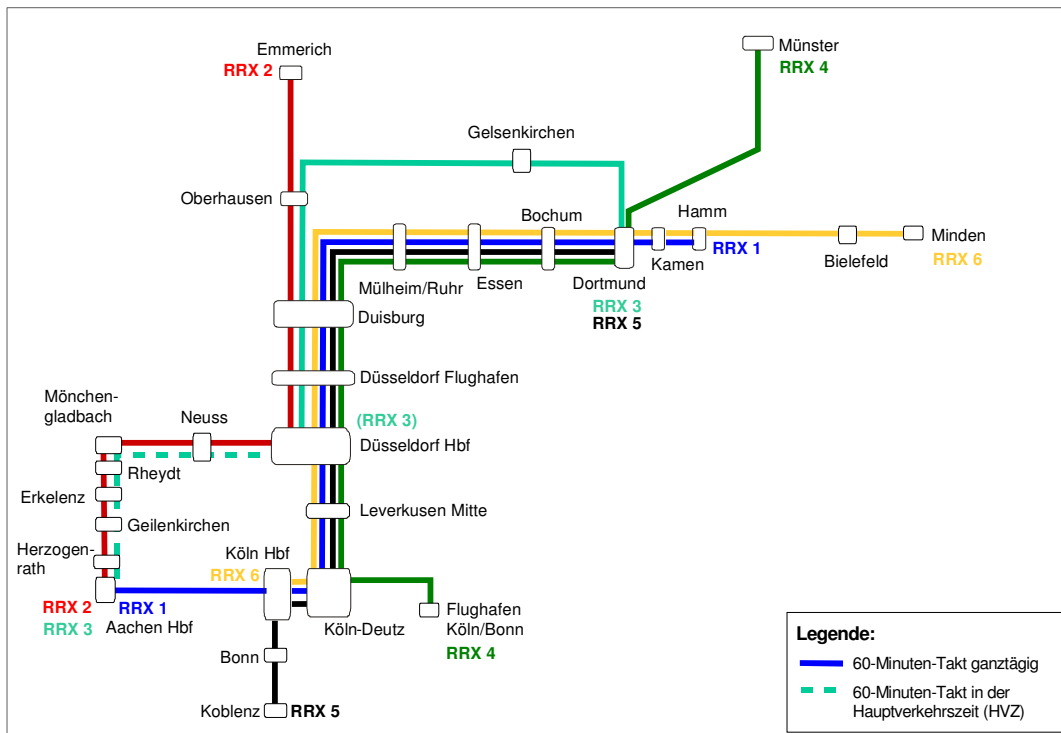 Emmerich
RRX 2
Münster
RRX 4
Gelsenkirchen
Oberhausen
Bochum
Hamm
RRX 1
Minden
RRX 6
Bielefeld
Kamen
Mülheim/Ruhr
Essen
Dortmund
RRX 3
RRX 5
Duisburg
Düsseldorf Flughafen
Mönchen-
gladbach
Neuss
(RRX 3)
Düsseldorf Hbf
Rheydt
Erkelenz
Leverkusen Mitte
Geilenkirchen
Herzogen-
rath
Köln Hbf
RRX 6
RRX 2
RRX 1
RRX 3
Aachen Hbf
Köln-Deutz
Flughafen
Köln/Bonn
RRX 4
Bonn
Koblenz
RRX 5
Legende:
60-Minuten-Takt ganztägig
60-Minuten-Takt in der
Hauptverkehrszeit (HVZ)